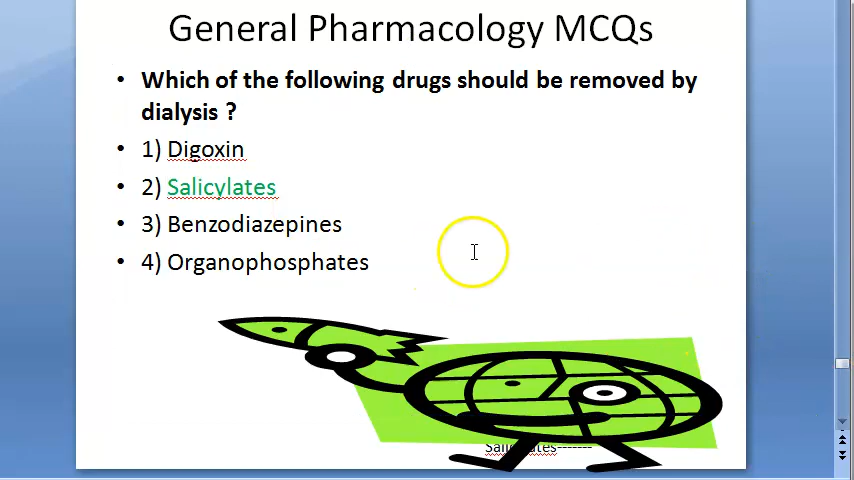 General Pharmacology MCQs
• Which of the following drugs should be removed by
dialysis ?
• 1) Digoxin
• 2) Salicylates
• 3) Benzodiazepines
• 4) Organophosphates